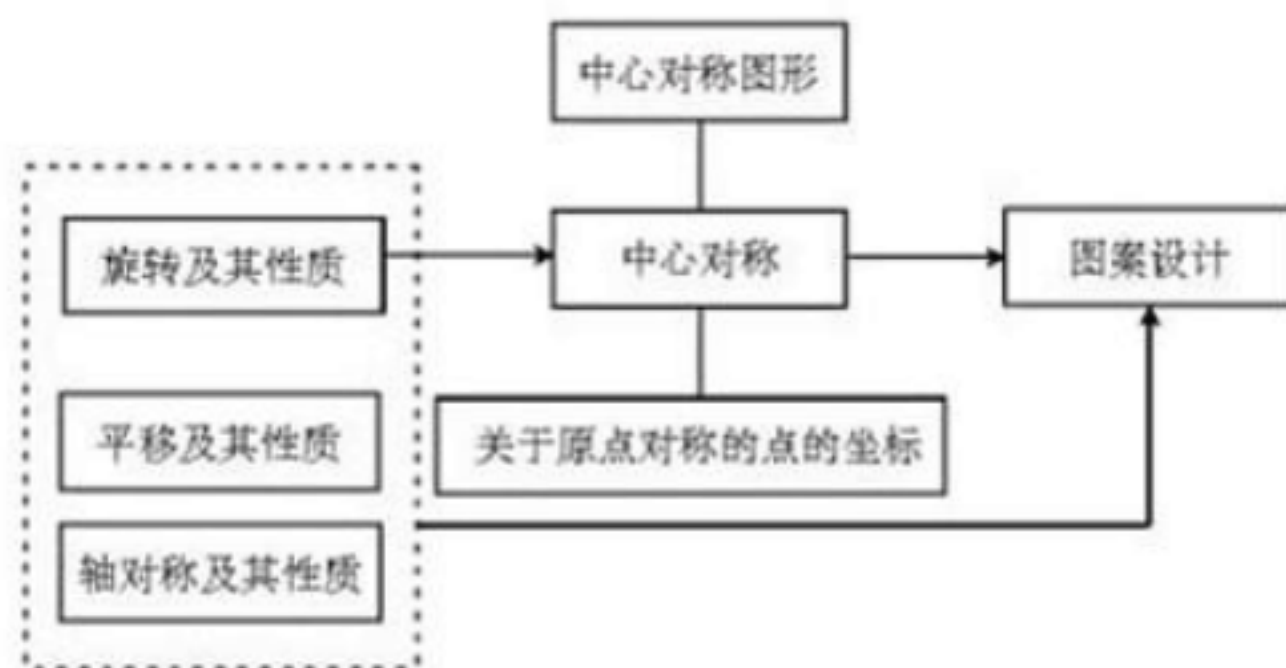 中心对称图形
旋转及其性质
中心对称
图案设计
平移及其性质
关于原点对称的点的坐标
轴对称及其性质